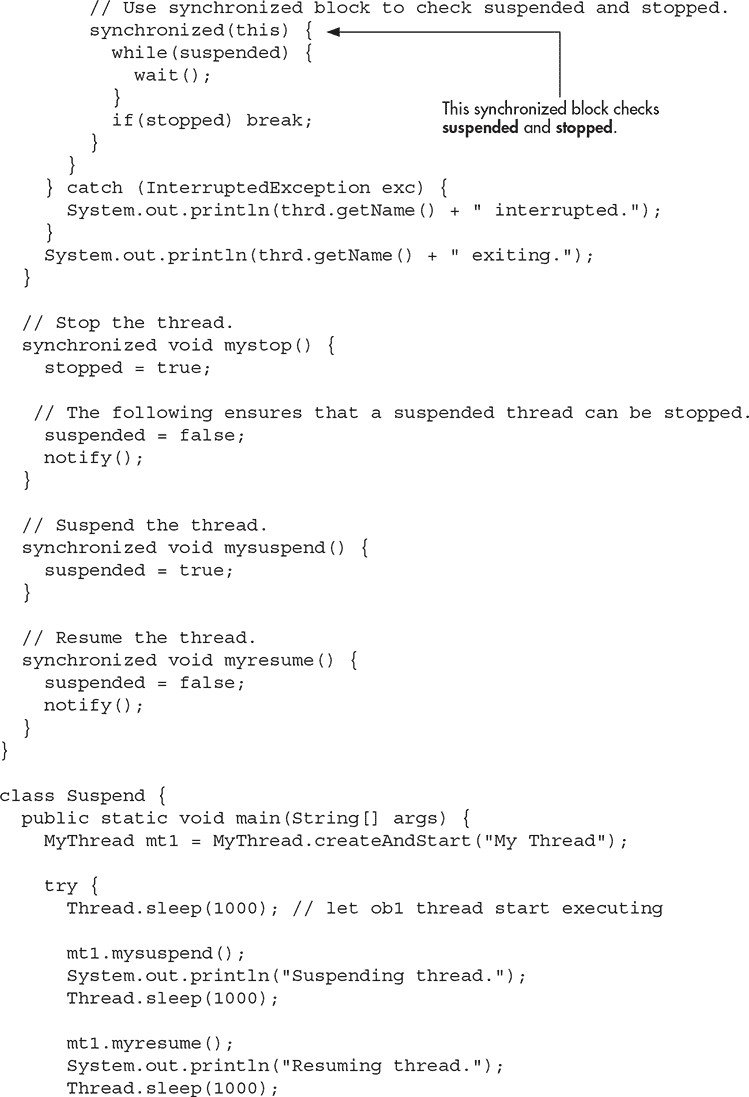 // Use synchronized block to check suspended and stopped.
synchronized(this) {
while(suspended) {
wait();
}
if(stopped) break;
}
}
This synchronized block checks
suspended and stopped.
} catch (InterruptedException exc) {
System.out.println(thrd.getName() + " interrupted.");
}
System.out.println(thrd.getName() + " exiting.");
}
// Stop the thread.
synchronized void mystop() {
stopped = true;
// The following ensures that a suspended thread can be stopped.
suspended = false;
notify();
}
// Suspend the thread.
synchronized void mysuspend() {
suspended = true;
}
// Resume the thread.
synchronized void myresume() {
suspended = false;
notify();
}
}
class Suspend {
public static void main(String[] args) {
MyThread mt1 = MyThread.createAndStart("My Thread");
try {
Thread.sleep(1000); // let ob1 thread start executing
mt1.mysuspend();
System.out.println("Suspending thread.");
Thread.sleep(1000);
mt1.myresume();
System.out.println("Resuming thread.");
Thread.sleep(1000);